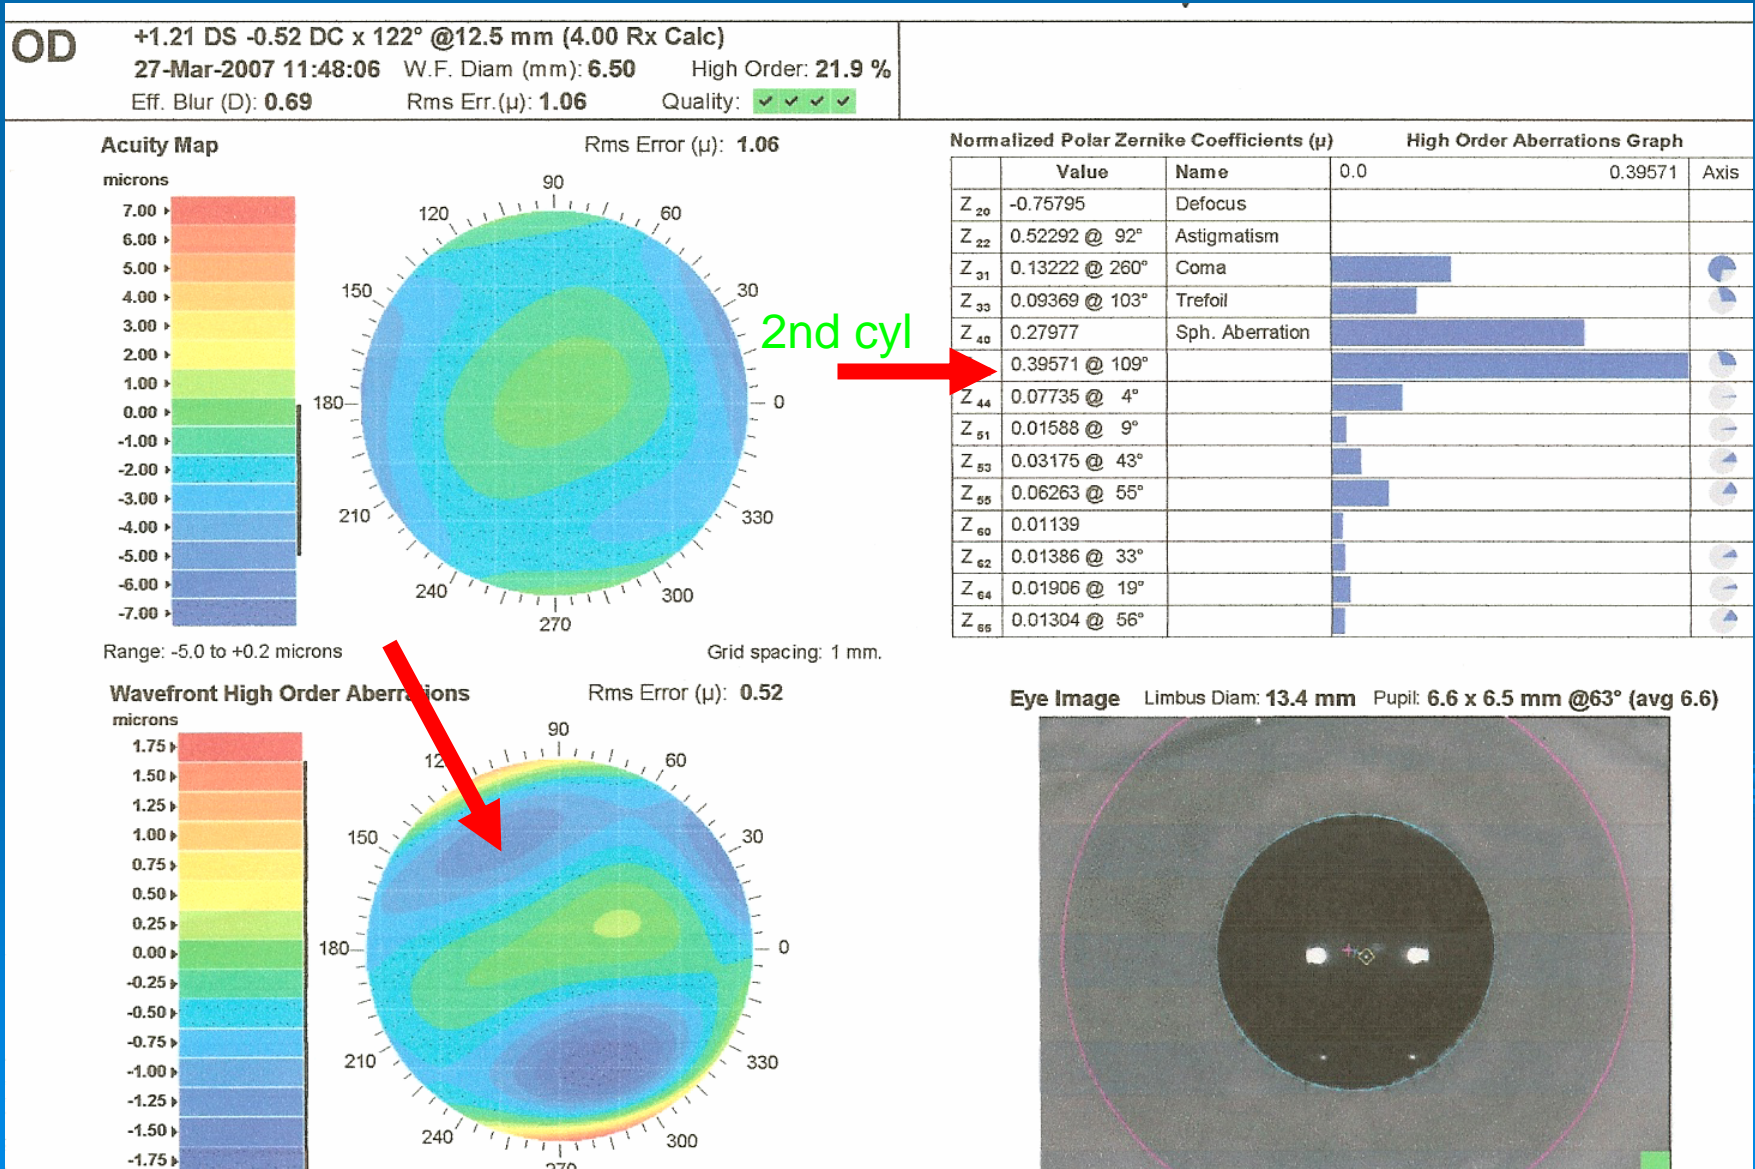 OD
+1.21 DS -0.52 DC x 122° @12.5 mm (4.00 Rx Calc)
27-Mar-2007 11:48:06 W.F. Diam (mm): 6.50 High Order: 21.9 %
Eff. Blur (D): 0.69 Rms Err.(µ): 1.06 Quality: ✓ ✓ ✓ ✓
Acuity Map Rms Error (µ): 1.06
microns
7.00
6.00
5.00
4.00
3.00
2.00
1.00
0.00
-1.00
-2.00
-3.00
-4.00
-5.00
-6.00
-7.00
90
120 60
150 30
180 0
210 330
240 300
270
Range: -5.0 to +0.2 microns Grid spacing: 1 mm.
2nd cyl
Normalized Polar Zernike Coefficients (µ) High Order Aberrations Graph
Value Name 0.0 0.39571 Axis
Z 20 -0.75795 Defocus
Z 22 0.52292 @ 92° Astigmatism
Z 31 0.13222 @ 260° Coma
Z 33 0.09369 @ 103° Trefoil
Z 40 0.27977 Sph. Aberration
0.39571 @ 109°
Z 44 0.07735 @ 4°
Z 51 0.01588 @ 9°
Z 53 0.03175 @ 43°
Z 55 0.06263 @ 55°
Z 60 0.01139
Z 62 0.01386 @ 33°
Z 64 0.01906 @ 19°
Z 66 0.01304 @ 56°
Wavefront High Order Aberrations Rms Error (µ): 0.52
microns
1.75
1.50
1.25
1.00
0.75
0.50
0.25
0.00
-0.25
-0.50
-0.75
-1.00
-1.25
-1.50
-1.75
90
12 60
150 30
180 0
210 330
240 300
270
Eye Image Limbus Diam: 13.4 mm Pupil: 6.6 x 6.5 mm @63° (avg 6.6)